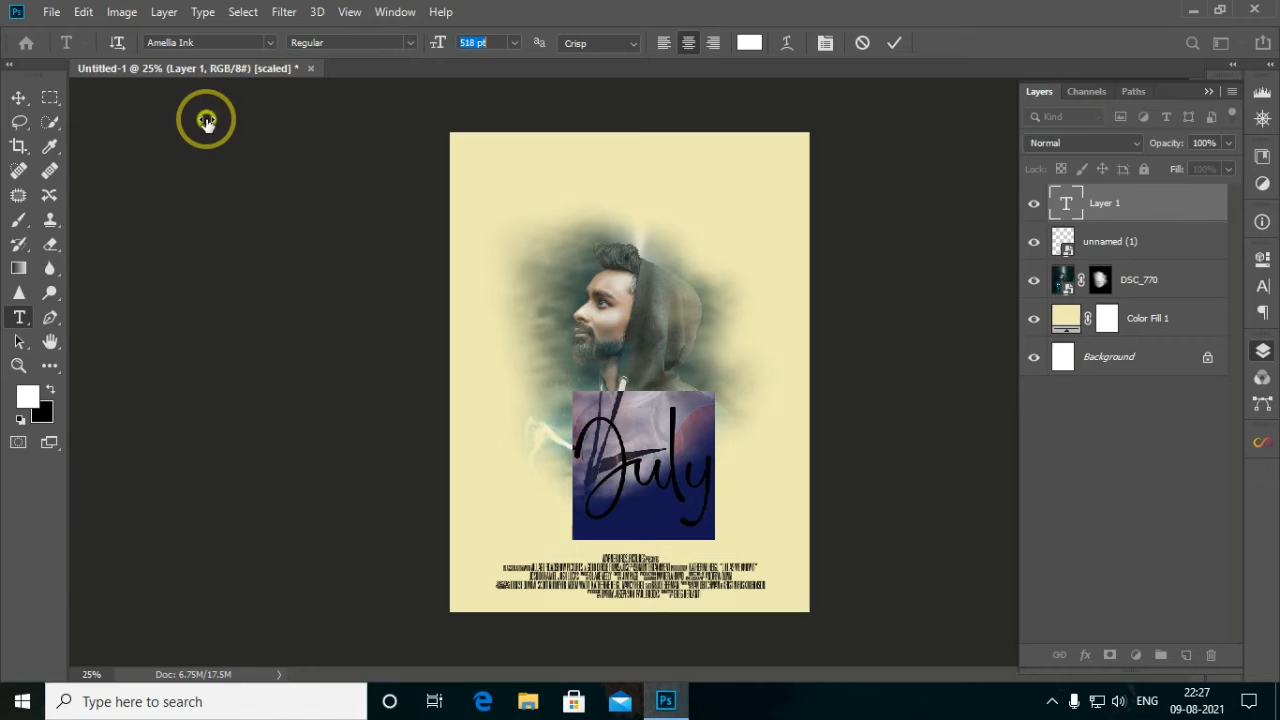 Ps File Edit Image Layer Type Select Filter 3D View Window Help
T Amelia Ink Regular 518 pt aa Crisp
Untitled-1 @ 25% (Layer 1, RGB/8#) [scaled] * ×
Layers Channels Paths
Kind
Normal Opacity: 100%
Lock: Fill: 100%
T Layer 1
unnamed (1)
DSC_770
Color Fill 1
Background
July
25% Doc: 6.75M/17.5M
Type here to search
Ps
ENG
22:27
09-08-2021